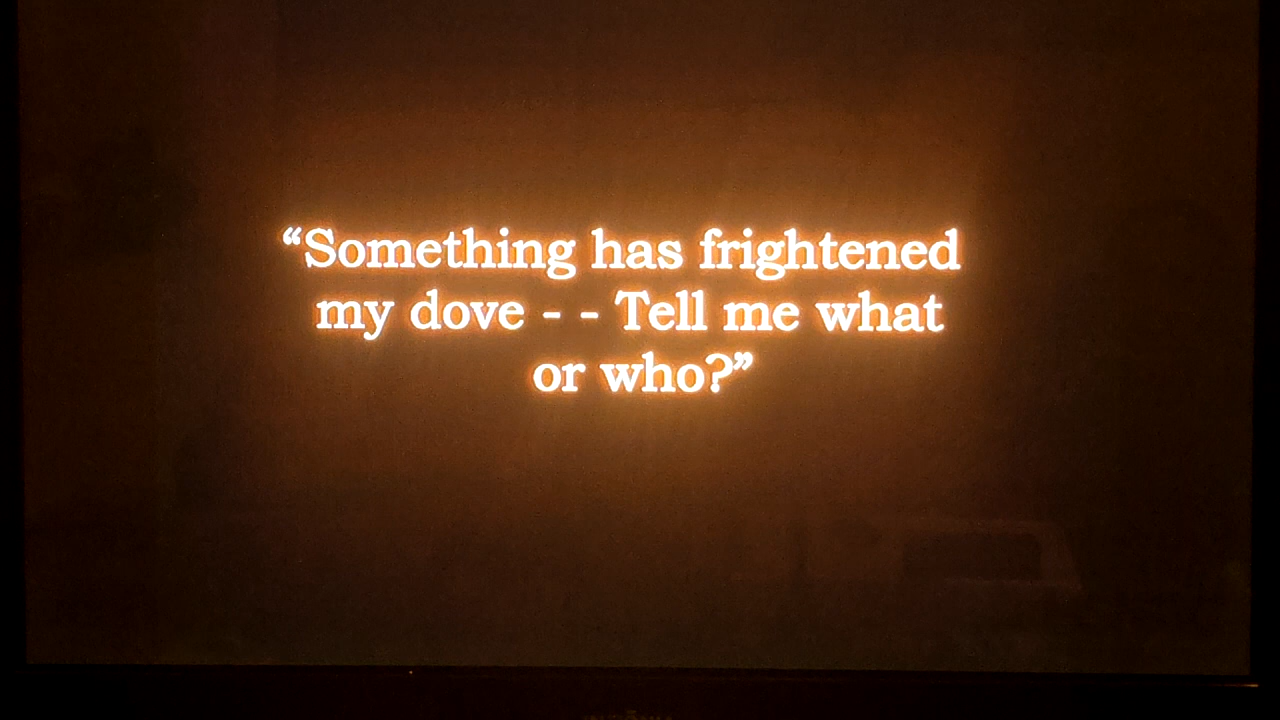 “Something has frightened
my dove - - Tell me what
or who?”